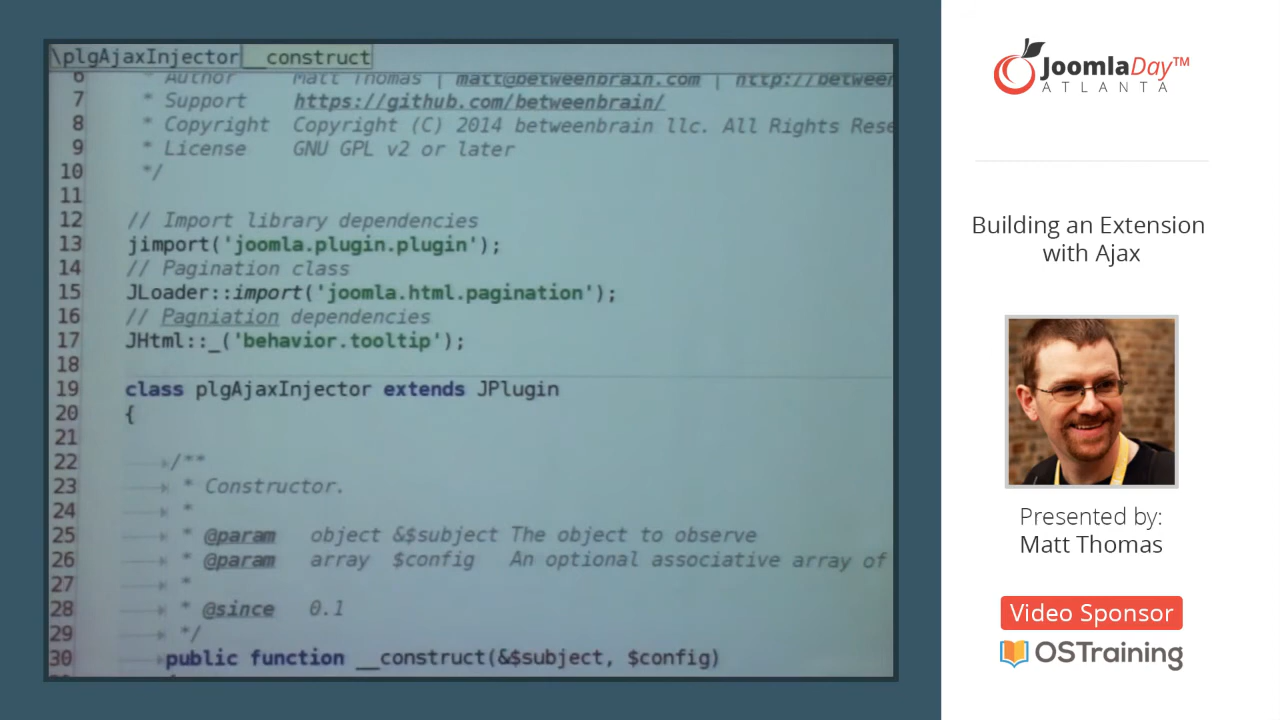 \plgAjaxInjector __construct
6 * Author Matt Thomas | matt@betweenbrain.com | http://between
7 * Support https://github.com/betweenbrain/
8 * Copyright Copyright (C) 2014 betweenbrain llc. All Rights Rese
9 * License GNU GPL v2 or later
10 */
11
12 // Import library dependencies
13 jimport('joomla.plugin.plugin');
14 // Pagination class
15 JLoader::import('joomla.html.pagination');
16 // Pagniation dependencies
17 JHtml::_('behavior.tooltip');
18
19 class plgAjaxInjector extends JPlugin
20 {
21
22 /**
23 * Constructor.
24 *
25 * @param object &$subject The object to observe
26 * @param array $config An optional associative array of
27 *
28 * @since 0.1
29 */
30 public function __construct(&$subject, $config)
JoomlaDay™
ATLANTA
Building an Extension
with Ajax
Presented by:
Matt Thomas
Video Sponsor
OSTraining